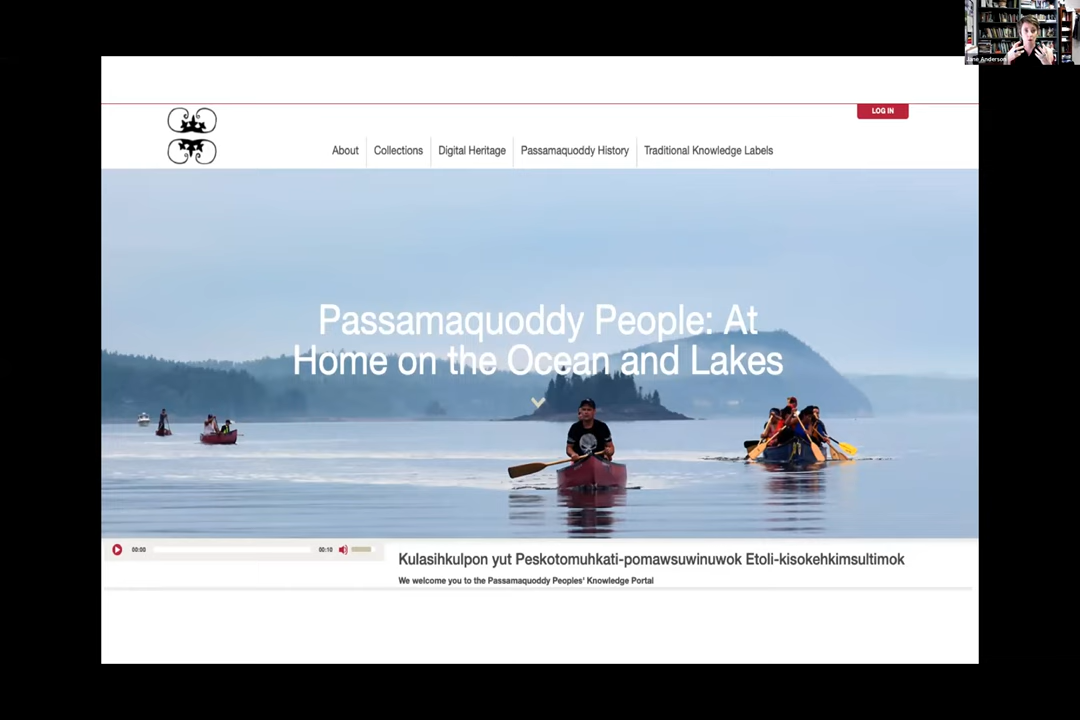 Jane Anderson
LOG IN
About
Collections
Digital Heritage
Passamaquoddy History
Traditional Knowledge Labels
Passamaquoddy People: At
Home on the Ocean and Lakes
00:00
00:10
Kulasihkulpon yut Peskotomuhkati-pomawsuwinuwok Etoli-kisokehkimsultimok
We welcome you to the Passamaquoddy Peoples' Knowledge Portal